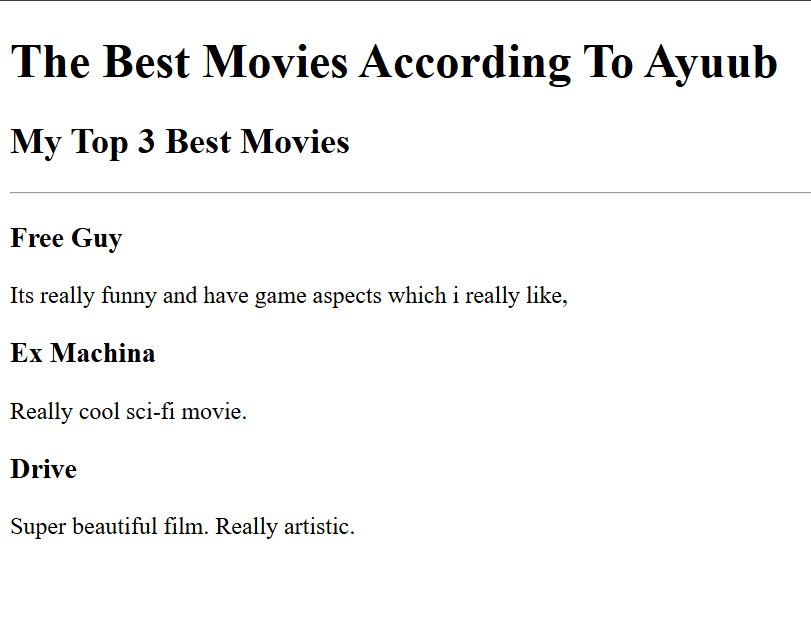 The Best Movies According To Ayuub
My Top 3 Best Movies
Free Guy
Its really funny and have game aspects which i really like,
Ex Machina
Really cool sci-fi movie.
Drive
Super beautiful film. Really artistic.